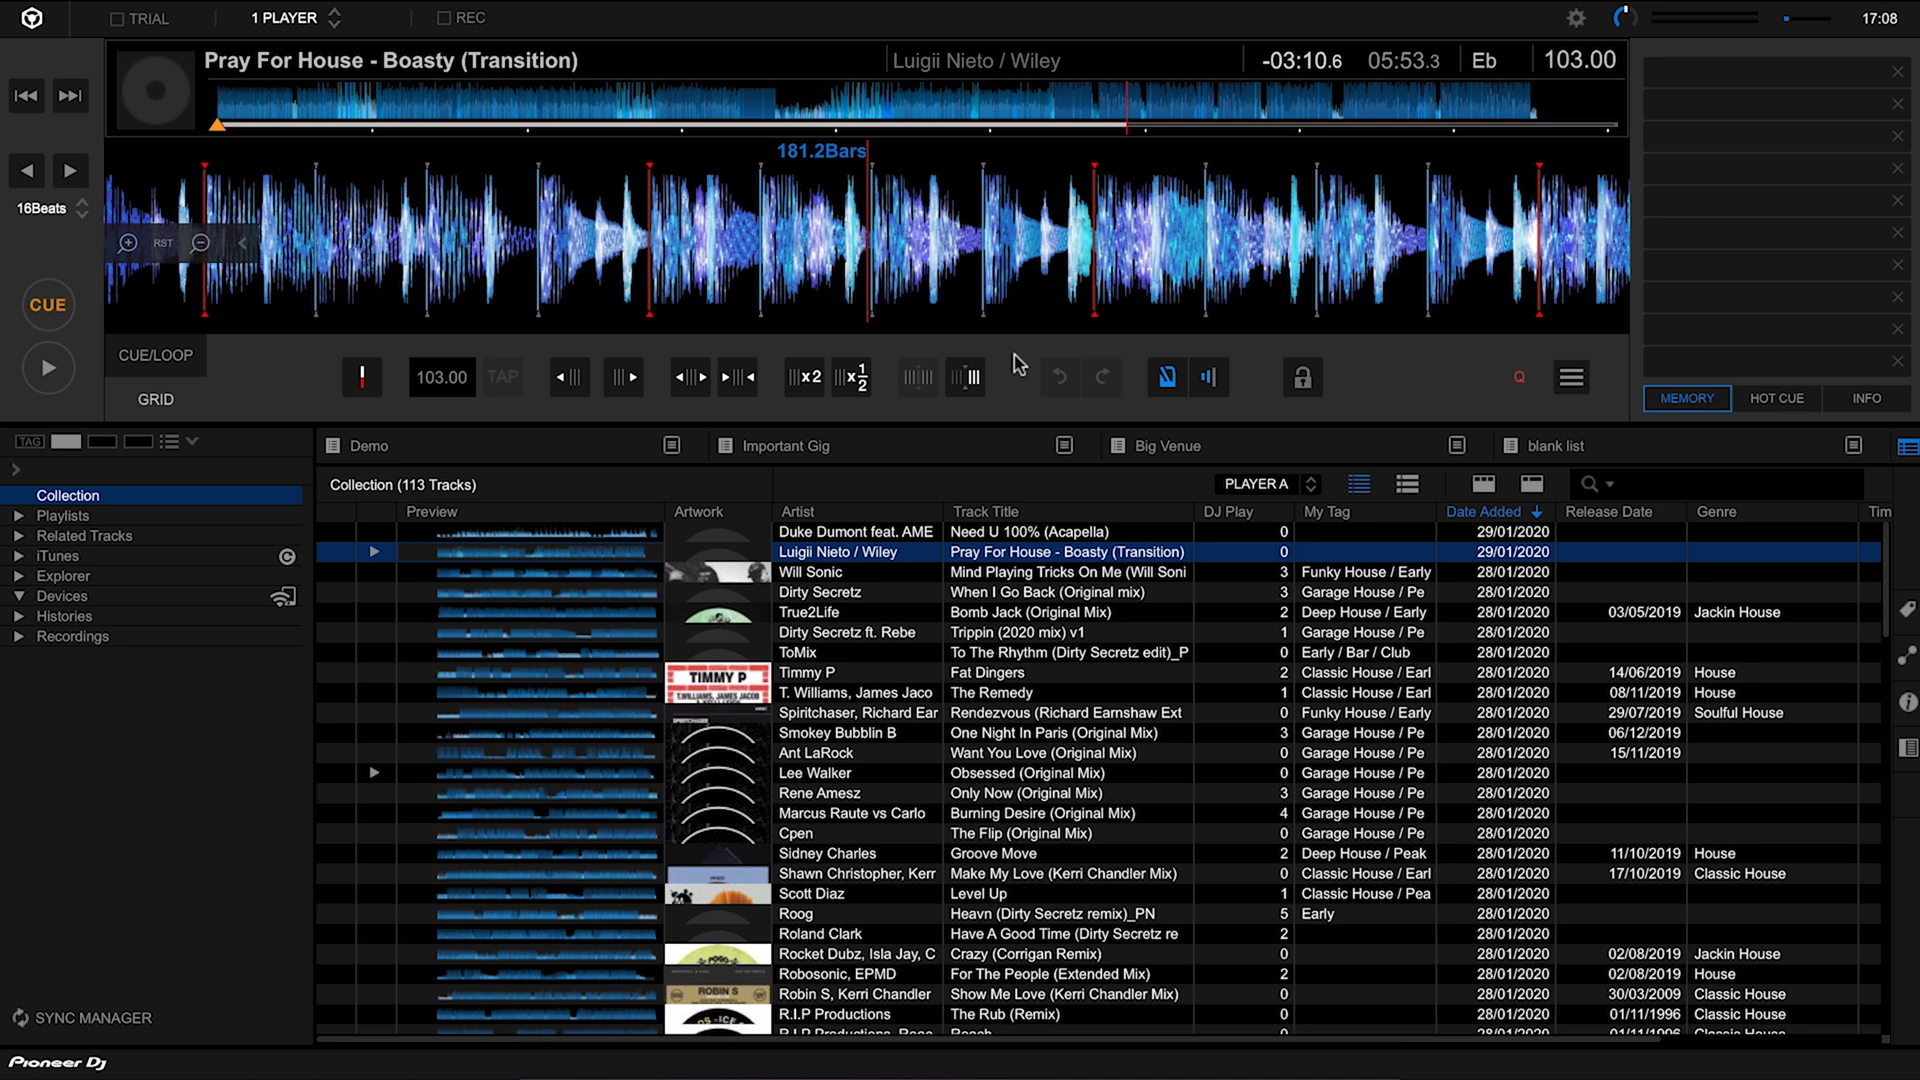 TRIAL
1 PLAYER
REC
17:08
Pray For House - Boasty (Transition)
Luigii Nieto / Wiley
-03:10.6
05:53.3
Eb
103.00
181.2Bars
16Beats
RST
CUE
CUE/LOOP
103.00
TAP
x2
x1/2
Q
GRID
MEMORY
HOT CUE
INFO
TAG
Demo
Important Gig
Big Venue
blank list
Collection
Playlists
Related Tracks
iTunes
Explorer
Devices
Histories
Recordings
Collection (113 Tracks)
PLAYER A
Preview Artwork Artist Track Title DJ Play My Tag Date Added Release Date Genre Tim
Duke Dumont feat. AME Need U 100% (Acapella) 0 29/01/2020
Luigii Nieto / Wiley Pray For House - Boasty (Transition) 0 29/01/2020
Will Sonic Mind Playing Tricks On Me (Will Soni 3 Funky House / Early 28/01/2020
Dirty Secretz When I Go Back (Original mix) 3 Garage House / Pe 28/01/2020
True2Life Bomb Jack (Original Mix) 2 Deep House / Early 28/01/2020 03/05/2019 Jackin House
Dirty Secretz ft. Rebe Trippin (2020 mix) v1 1 Garage House / Pe 28/01/2020
ToMix To The Rhythm (Dirty Secretz edit)_P 0 Early / Bar / Club 28/01/2020
TIMMY P
Timmy P Fat Dingers 2 Classic House / Earl 28/01/2020 14/06/2019 House
T.WILLIAMS, JAMES JACOB
T. Williams, James Jaco The Remedy 1 Classic House / Earl 28/01/2020 08/11/2019 House
SPIRITCHASER
Spiritchaser, Richard Ear Rendezvous (Richard Earnshaw Ext 0 Funky House / Early 28/01/2020 29/07/2019 Soulful House
Smokey Bubblin B One Night In Paris (Original Mix) 3 Garage House / Pe 28/01/2020 06/12/2019
Ant LaRock Want You Love (Original Mix) 0 Garage House / Pe 28/01/2020 15/11/2019
Lee Walker Obsessed (Original Mix) 0 Garage House / Pe 28/01/2020
Rene Amesz Only Now (Original Mix) 3 Garage House / Pe 28/01/2020
Marcus Raute vs Carlo Burning Desire (Original Mix) 4 Garage House / Pe 28/01/2020
Cpen The Flip (Original Mix) 0 Garage House / Pe 28/01/2020
Sidney Charles Groove Move 2 Deep House / Peak 28/01/2020 11/10/2019 House
Shawn Christopher, Kerr Make My Love (Kerri Chandler Mix) 0 Classic House / Earl 28/01/2020 17/10/2019 Classic House
Scott Diaz Level Up 1 Classic House / Pea 28/01/2020
Roog Heavn (Dirty Secretz remix)_PN 5 Early 28/01/2020
Roland Clark Have A Good Time (Dirty Secretz re 2 28/01/2020
Rocket Dubz, Isla Jay, C Crazy (Corrigan Remix) 0 28/01/2020 02/08/2019 Jackin House
Robosonic, EPMD For The People (Extended Mix) 2 28/01/2020 02/08/2019 House
ROBIN S
Robin S, Kerri Chandler Show Me Love (Kerri Chandler Mix) 0 28/01/2020 30/03/2009 Classic House
R.I.P Productions The Rub (Remix) 0 28/01/2020 01/11/1996 Classic House
SYNC MANAGER
Pioneer Dj